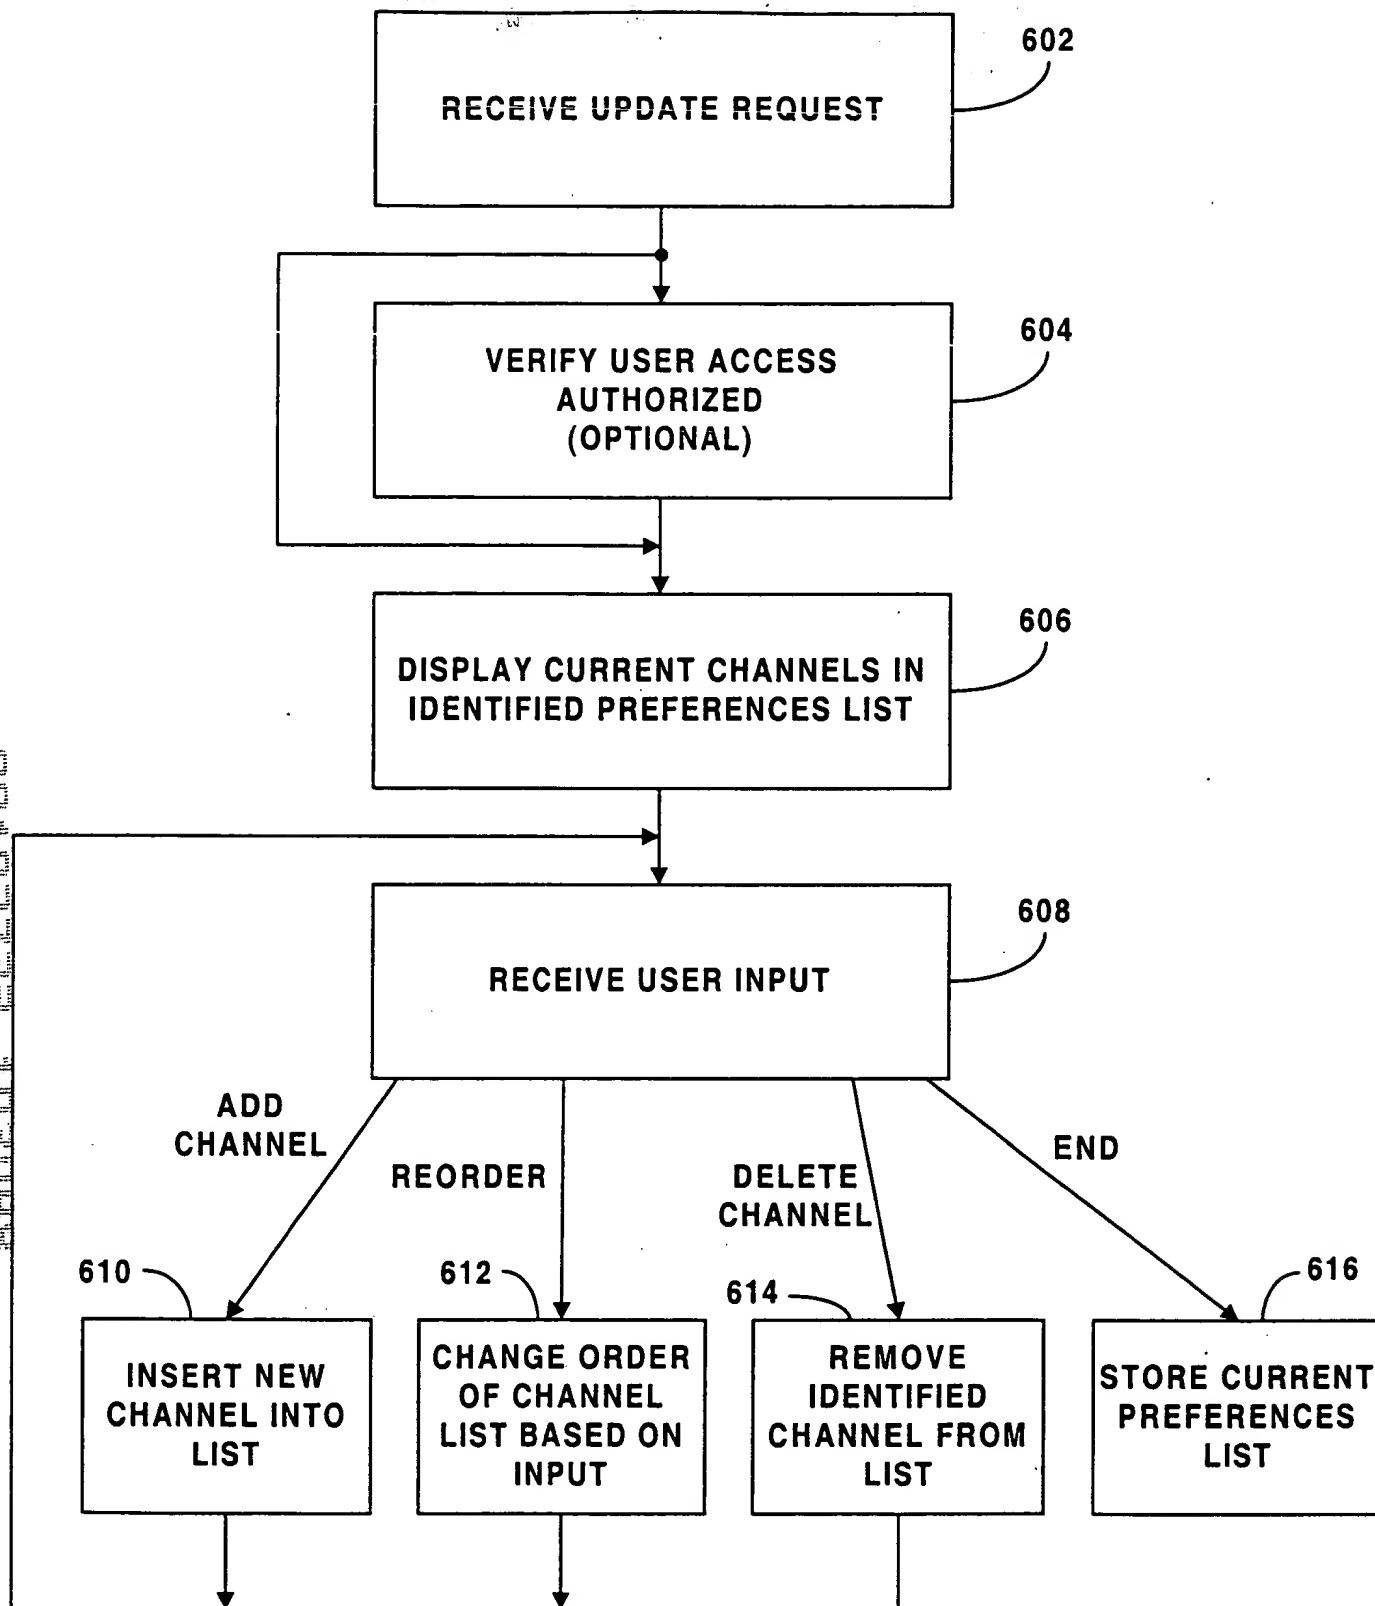 602
RECEIVE UPDATE REQUEST
604
VERIFY USER ACCESS
AUTHORIZED
(OPTIONAL)
606
DISPLAY CURRENT CHANNELS IN
IDENTIFIED PREFERENCES LIST
608
RECEIVE USER INPUT
ADD
CHANNEL
REORDER
DELETE
CHANNEL
END
610
INSERT NEW
CHANNEL INTO
LIST
612
CHANGE ORDER
OF CHANNEL
LIST BASED ON
INPUT
614
REMOVE
IDENTIFIED
CHANNEL FROM
LIST
616
STORE CURRENT
PREFERENCES
LIST